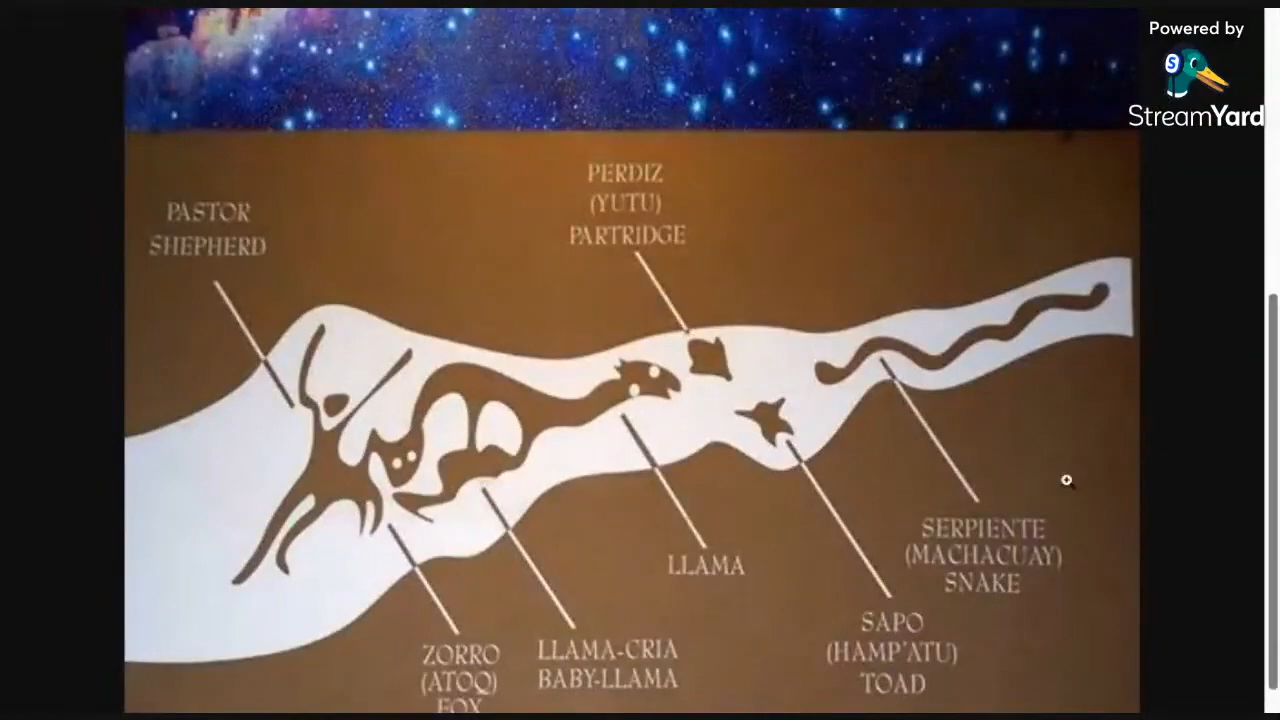 Powered by
StreamYard
PERDIZ
(YUTU)
PARTRIDGE
PASTOR
SHEPHERD
LLAMA
SERPIENTE
(MACHACUAY)
SNAKE
SAPO
(HAMP'ATU)
TOAD
ZORRO
(ATOQ)
FOX
LLAMA-CRIA
BABY-LLAMA